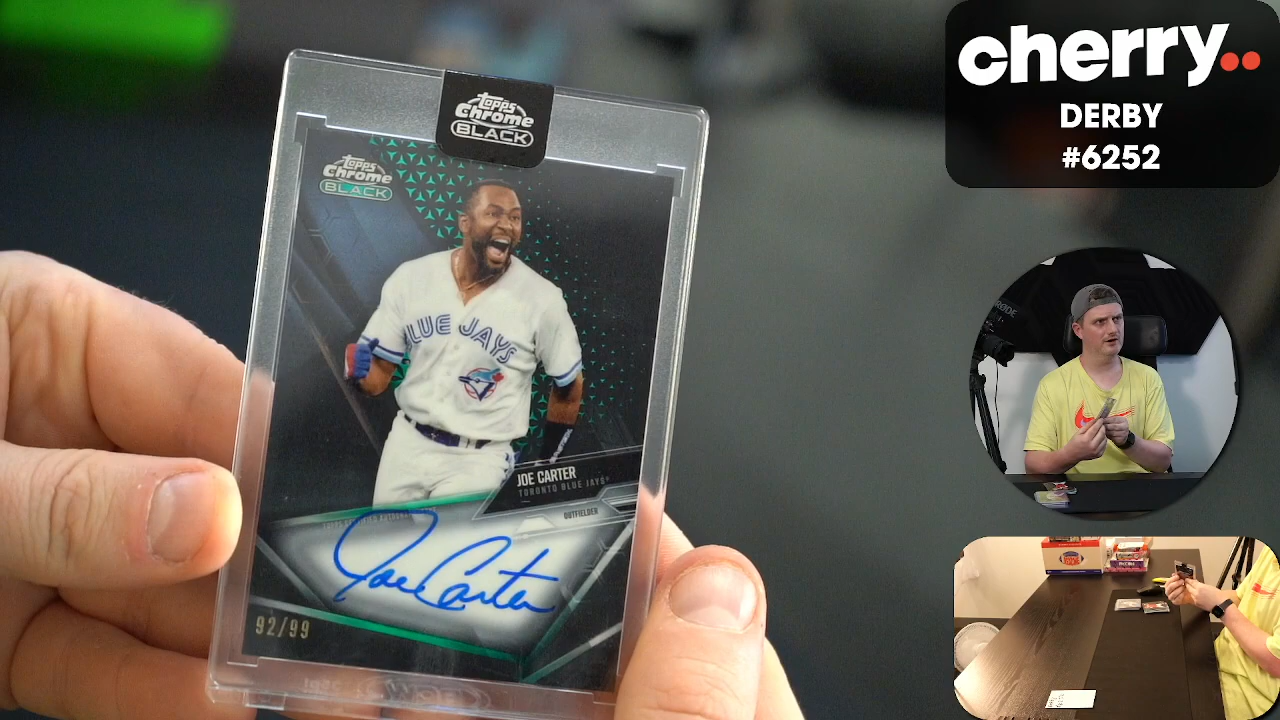 cherry..
DERBY
#6252
Topps
Chrome
BLACK
Topps
Chrome
BLACK
BLUE JAYS
JOE CARTER
TORONTO BLUE JAYS
OUTFIELDER
Joe Carter
92/99
RØDE